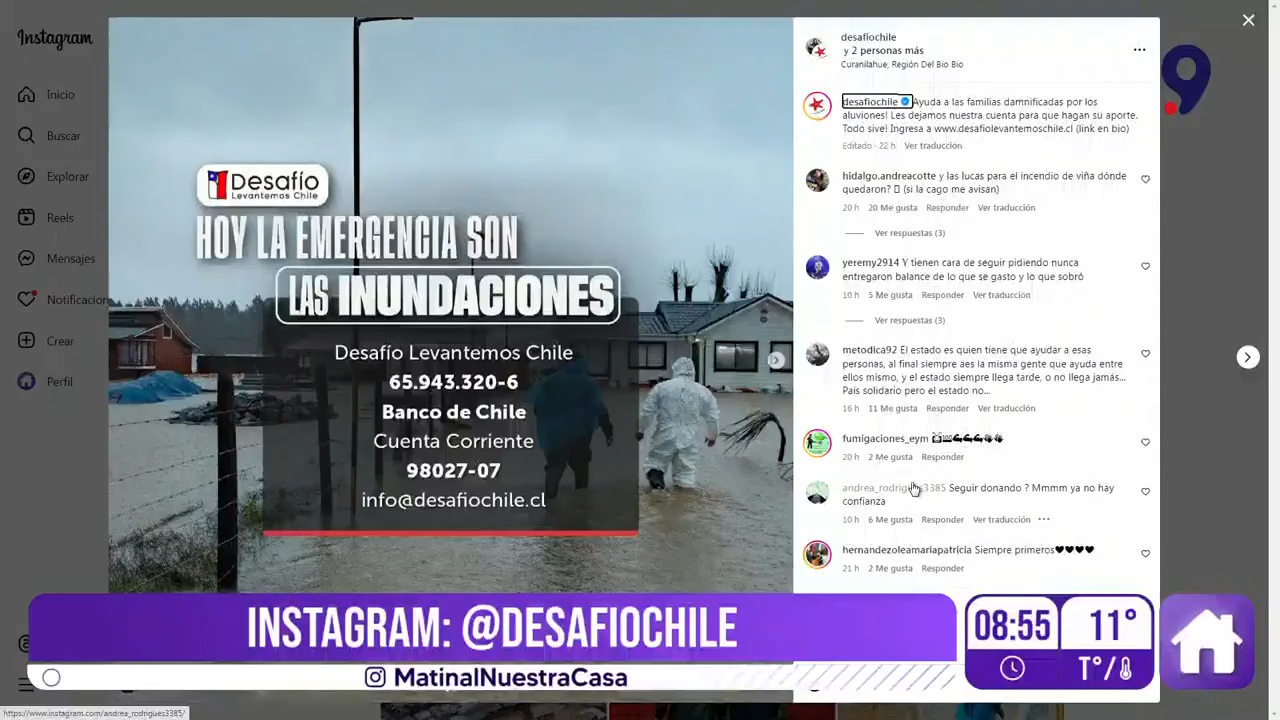 Instagram
Inicio
Buscar
Explorar
Reels
Mensajes
Notificacion
Crear
Perfil
Desafío
Levantemos Chile
HOY LA EMERGENCIA SON
LAS INUNDACIONES
Desafío Levantemos Chile
65.943.320-6
Banco de Chile
Cuenta Corriente
98027-07
info@desafiochile.cl
desafiochile
y 2 personas más
Curanilahue, Región Del Bio Bio
desafiochile Ayuda a las familias damnificadas por los
aluviones! Les dejamos nuestra cuenta para que hagan su aporte.
Todo sive! Ingresa a www.desafiolevantemoschile.cl (link en bio)
Editado · 22 h Ver traducción
hidalgo.andreacotte y las lucas para el incendio de viña dónde
quedaron? (si la cago me avisan)
20 h 20 Me gusta Responder Ver traducción
Ver respuestas (3)
yeremy2914 Y tienen cara de seguir pidiendo nunca
entregaron balance de lo que se gasto y lo que sobró
10 h 5 Me gusta Responder Ver traducción
Ver respuestas (3)
metodica92 El estado es quien tiene que ayudar a esas
personas, al final siempre aes la misma gente que ayuda entre
ellos mismo, y el estado siempre llega tarde, o no llega jamás...
País solidario pero el estado no...
16 h 11 Me gusta Responder Ver traducción
fumigaciones_eym
20 h 2 Me gusta Responder
andrea_rodrigues3385 Seguir donando ? Mmmm ya no hay
confianza
10 h 6 Me gusta Responder Ver traducción ...
hernandezoleamariapatricia Siempre primeros♥♥♥♥
21 h 2 Me gusta Responder
9
INSTAGRAM: @DESAFIOCHILE
MatinalNuestraCasa
08:55
11°
T°/
https://www.instagram.com/andrea_rodrigues3385/